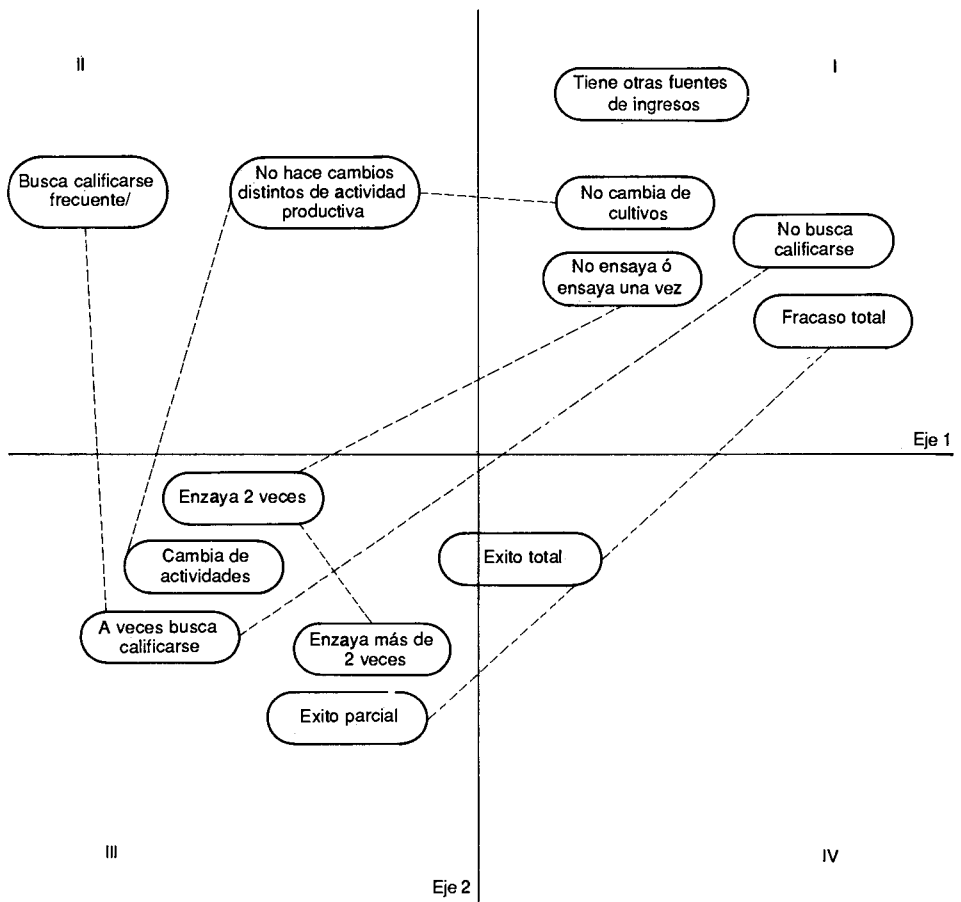 II
I
Tiene otras fuentes
de ingresos
Busca calificarse
frecuente/
No hace cambios
distintos de actividad
productiva
No cambia de
cultivos
No busca
calificarse
No ensaya ó
ensaya una vez
Fracaso total
Eje 1
Enzaya 2 veces
Cambia de
actividades
Exito total
A veces busca
calificarse
Enzaya más de
2 veces
Exito parcial
III
IV
Eje 2